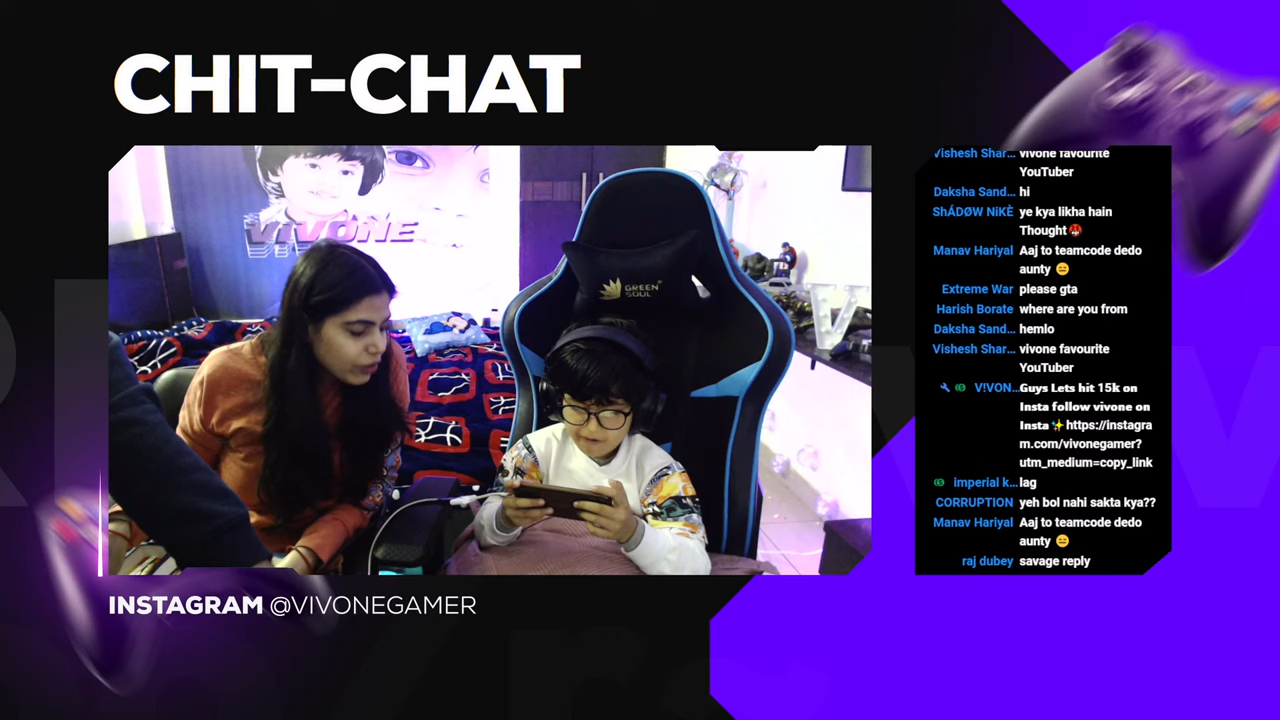 CHIT-CHAT
VIVONE
GREEN
SOUL
V
INSTAGRAM @VIVONEGAMER
Vishesh Shar... vivone favourite
YouTuber
Daksha Sand... hi
ShÁDØW NiKÈ ye kya likha hain
Thought
Manav Hariyal Aaj to teamcode dedo
aunty 😑
Extreme War please gta
Harish Borate where are you from
Daksha Sand... hemlo
Vishesh Shar... vivone favourite
YouTuber
V!VON... Guys Lets hit 15k on
Insta follow vivone on
Insta ✨ https://instagra
m.com/vivonegamer?
utm_medium=copy_link
imperial k... lag
CORRUPTION yeh bol nahi sakta kya??
Manav Hariyal Aaj to teamcode dedo
aunty 😑
raj dubey savage reply